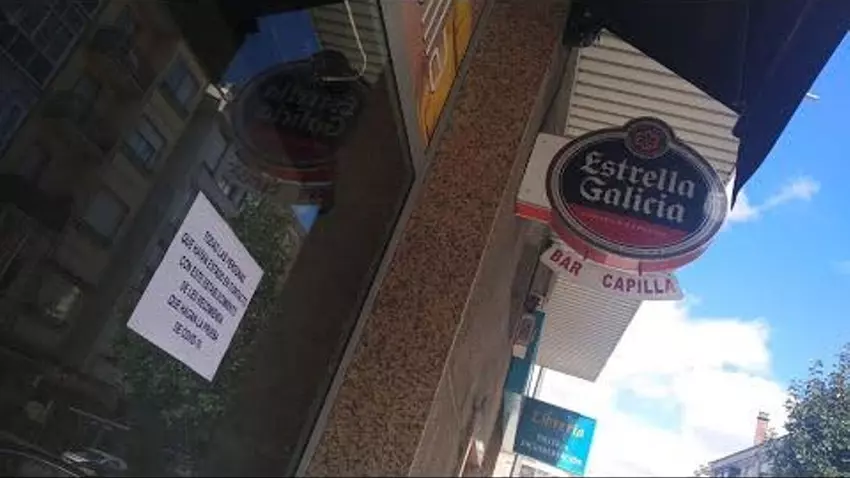 TODAS LAS PERSONAS
QUE HAYAN ESTADO EN CONTACTO
CON ESTE ESTABLECIMIENTO
SE LES RECOMIENDA
QUE HAGAN LA PRUEBA
DE COVID-19
Estrella
Galicia
BAR CAPILLA
Librería